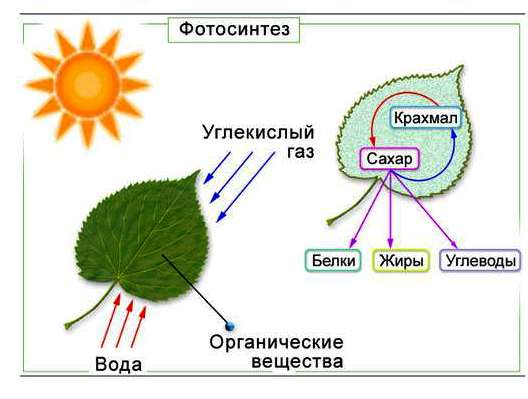 Фотосинтез
Углекислый
газ
Крахмал
Сахар
Белки
Жиры
Углеводы
Органические
вещества
Вода